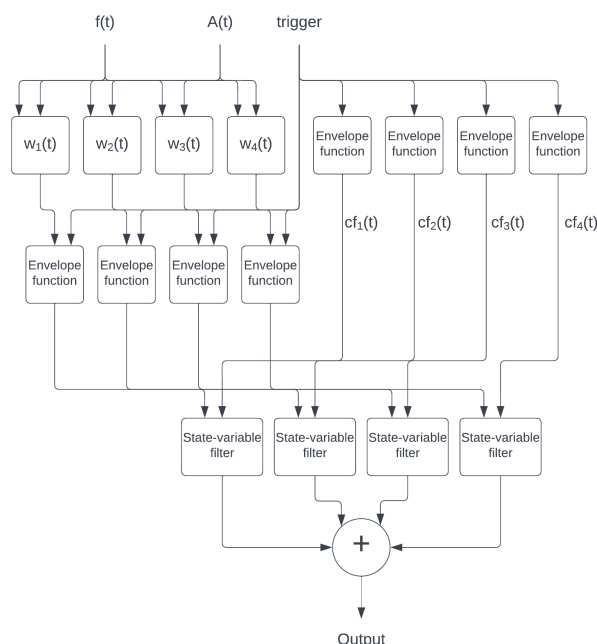 f(t) A(t) trigger
w₁(t) w₂(t) w₃(t) w₄(t)
Envelope function
Envelope function
Envelope function
Envelope function
cf₁(t) cf₂(t) cf₃(t) cf₄(t)
Envelope function
Envelope function
Envelope function
Envelope function
State-variable filter
State-variable filter
State-variable filter
State-variable filter
+
Output